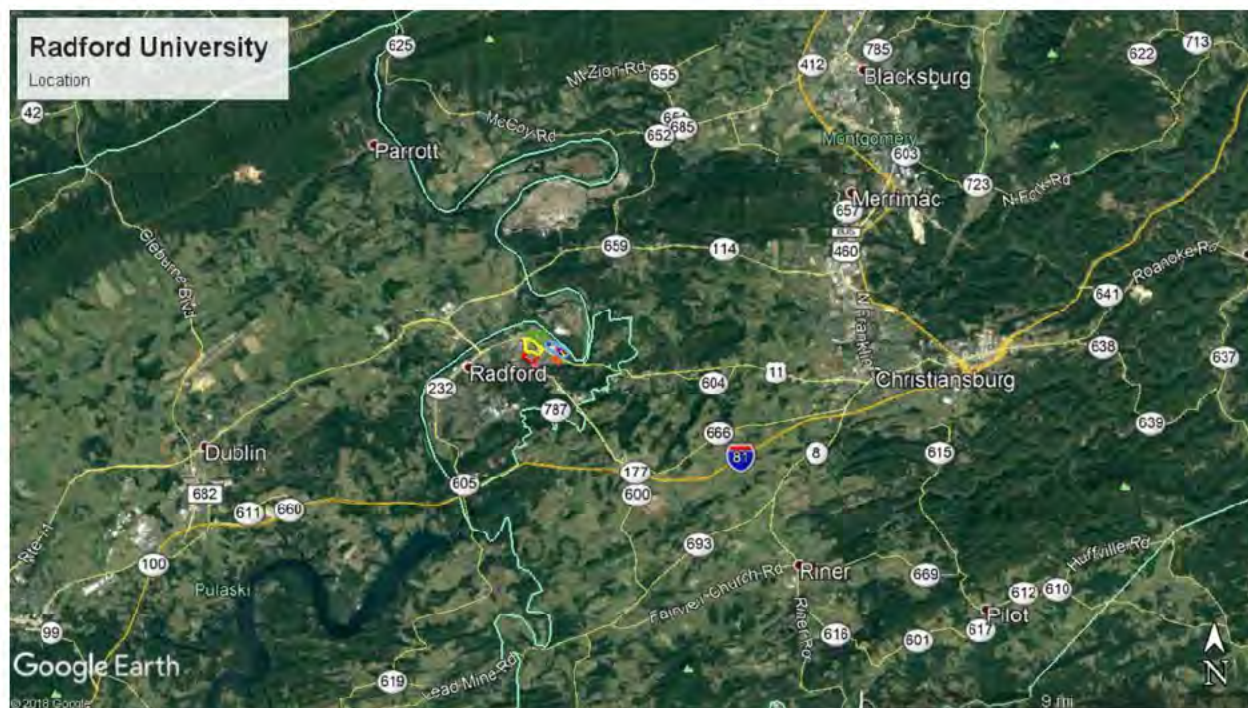 Radford University
Location
625
785
412
Blacksburg
622
713
Mt Zion Rd
655
42
McCoy Rd
685
652
Montgomery
Parrott
603
723
N Fork Rd
Merrimac
657
BUS
460
Cleburne Blvd
659
114
Roanoke Rd
641
N Franklin
638
637
Radford
232
604
11
Christiansburg
787
639
666
81
8
615
Dublin
682
605
177
600
611
660
693
100
Pulaski
Riner
669
Huffville Rd
Fairview Church Rd
612
610
Pilot
99
Riner Rd
616
601
617
Google Earth
619
Lead Mine Rd
N
© 2018 Google
9 mi